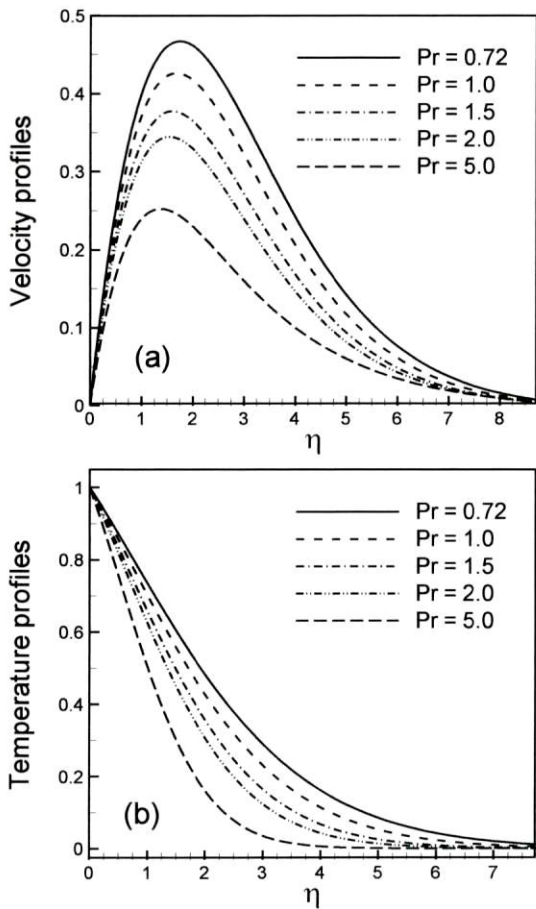 0.5
0.4
0.3
0.2
0.1
0
Velocity profiles
Pr = 0.72
Pr = 1.0
Pr = 1.5
Pr = 2.0
Pr = 5.0
(a)
0 1 2 3 4 5 6 7 8
η
1
0.8
0.6
0.4
0.2
0
Temperature profiles
Pr = 0.72
Pr = 1.0
Pr = 1.5
Pr = 2.0
Pr = 5.0
(b)
0 1 2 3 4 5 6 7
η